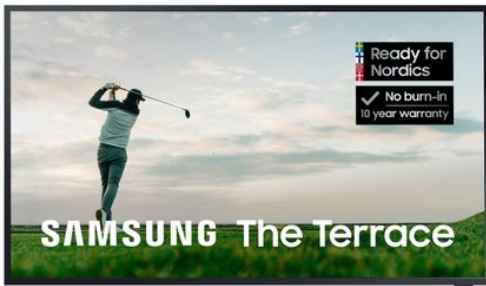 Ready for
Nordics
No burn-in
10 year warranty
SAMSUNG The Terrace